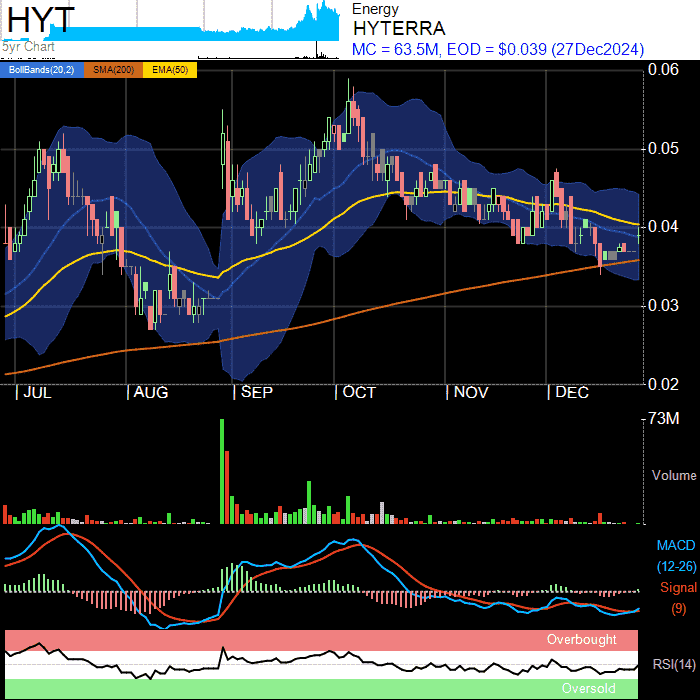 HYT
5yr Chart
Energy
HYTERRA
MC = 63.5M, EOD = $0.039 (27Dec2024)
BollBands(20,2) SMA(200) EMA(50)
0.06
0.05
0.04
0.03
0.02
JUL AUG SEP OCT NOV DEC
73M
Volume
MACD
(12-26)
Signal
(9)
Overbought
RSI(14)
Oversold